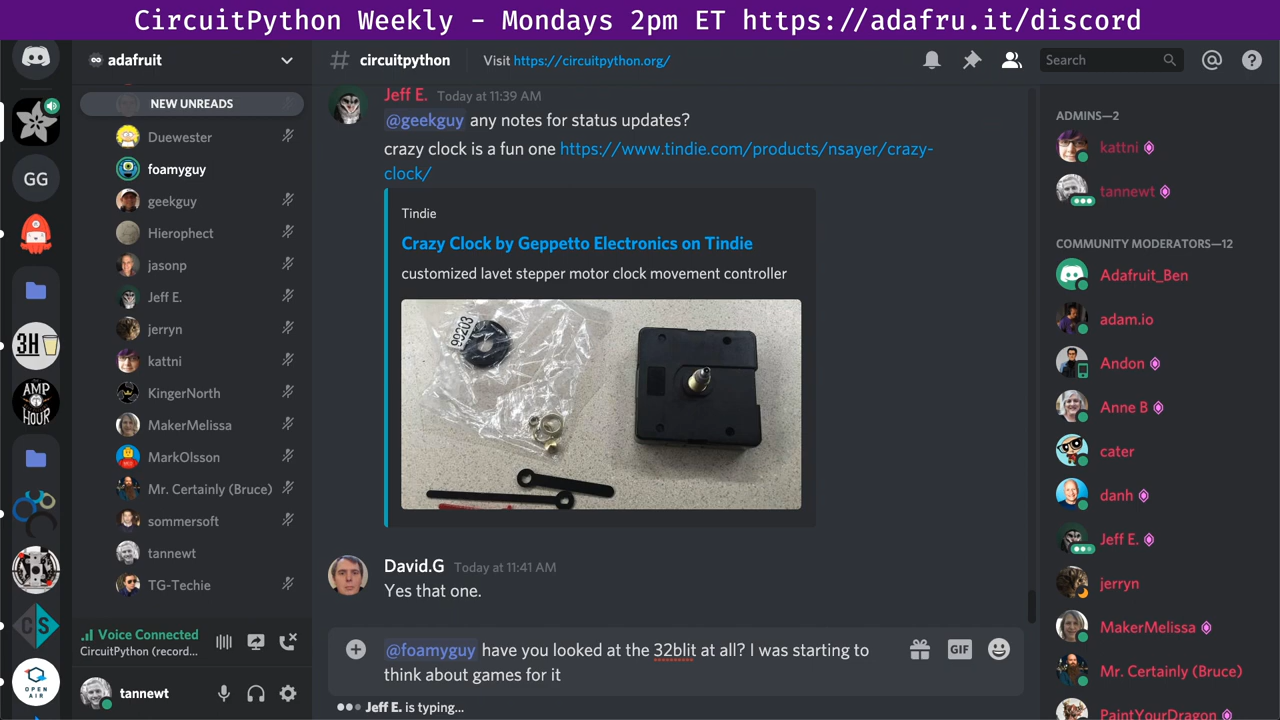 CircuitPython Weekly - Mondays 2pm ET https://adafru.it/discord
adafruit
# circuitpython
Visit https://circuitpython.org/
Search
NEW UNREADS
Duewester
foamyguy
geekguy
Hierophect
jasonp
Jeff E.
jerryn
kattni
KingerNorth
MakerMelissa
MarkOlsson
Mr. Certainly (Bruce)
sommersoft
tannewt
TG-Techie
Voice Connected
CircuitPython (record...
tannewt
GG
3H
THE
AMP
HOUR
CS
OPEN
AIR
Jeff E. Today at 11:39 AM
@geekguy any notes for status updates?
crazy clock is a fun one https://www.tindie.com/products/nsayer/crazy-
clock/
Tindie
Crazy Clock by Geppetto Electronics on Tindie
customized lavet stepper motor clock movement controller
99203
David.G Today at 11:41 AM
Yes that one.
@foamyguy have you looked at the 32blit at all? I was starting to
think about games for it
GIF
Jeff E. is typing...
ADMINS—2
kattni
tannewt
COMMUNITY MODERATORS—12
Adafruit_Ben
adam.io
Andon
Anne B
cater
danh
Jeff E.
jerryn
MakerMelissa
Mr. Certainly (Bruce)
PaintYourDragon